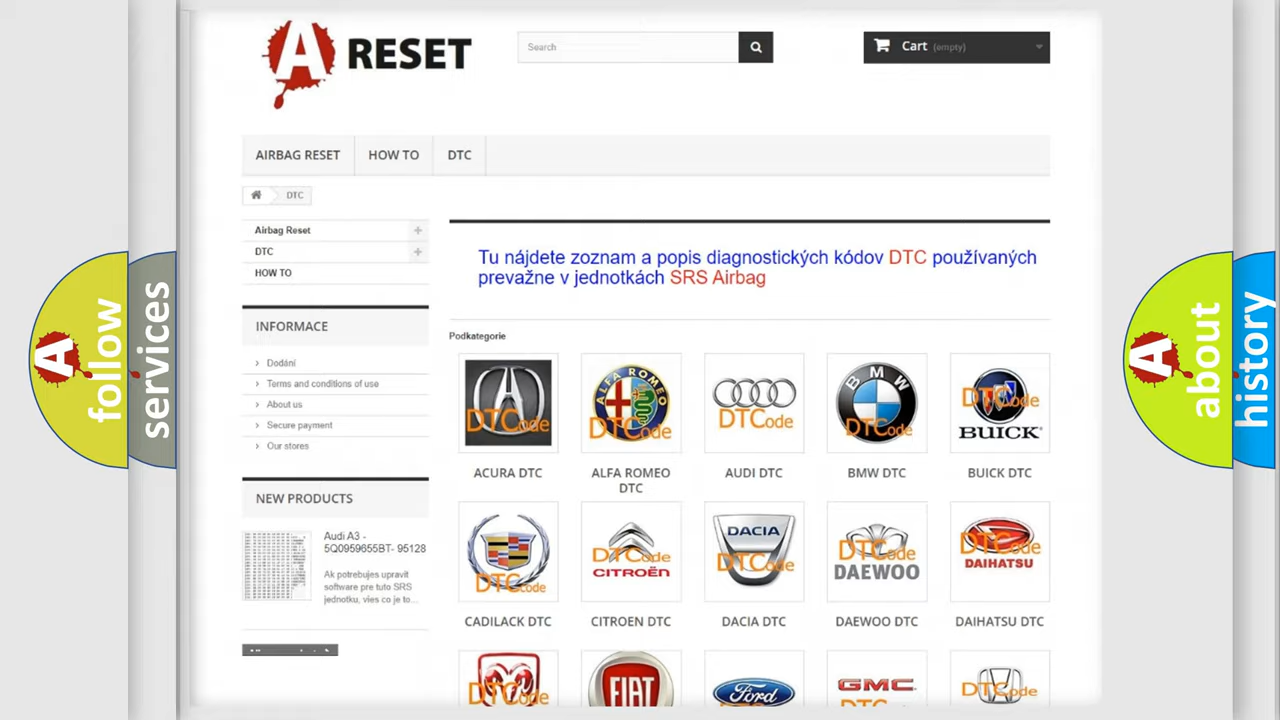 A RESET
Search
Cart (empty)
AIRBAG RESET
HOW TO
DTC
DTC
Airbag Reset
DTC
HOW TO
INFORMACE
Dodání
Terms and conditions of use
About us
Secure payment
Our stores
NEW PRODUCTS
Audi A3 -
5Q0959655BT- 95128
Ak potrebujes upravit
software pre tuto SRS
jednotku, vies co je to...
Tu nájdete zoznam a popis diagnostických kódov DTC používaných
prevažne v jednotkách SRS Airbag
Podkategorie
DTCode
ALFA ROMEO
DTCode
DTCode
BMW
DTCode
DTCode
BUICK
ACURA DTC
ALFA ROMEO
DTC
AUDI DTC
BMW DTC
BUICK DTC
DTCode
DTCode
CITROËN
DACIA
DTCode
DTCode
DAEWOO
DTCode
DAIHATSU
CADILACK DTC
CITROEN DTC
DACIA DTC
DAEWOO DTC
DAIHATSU DTC
DTCode
FIAT
Ford
GMC
DTCode
A
follow
services
A
about
history